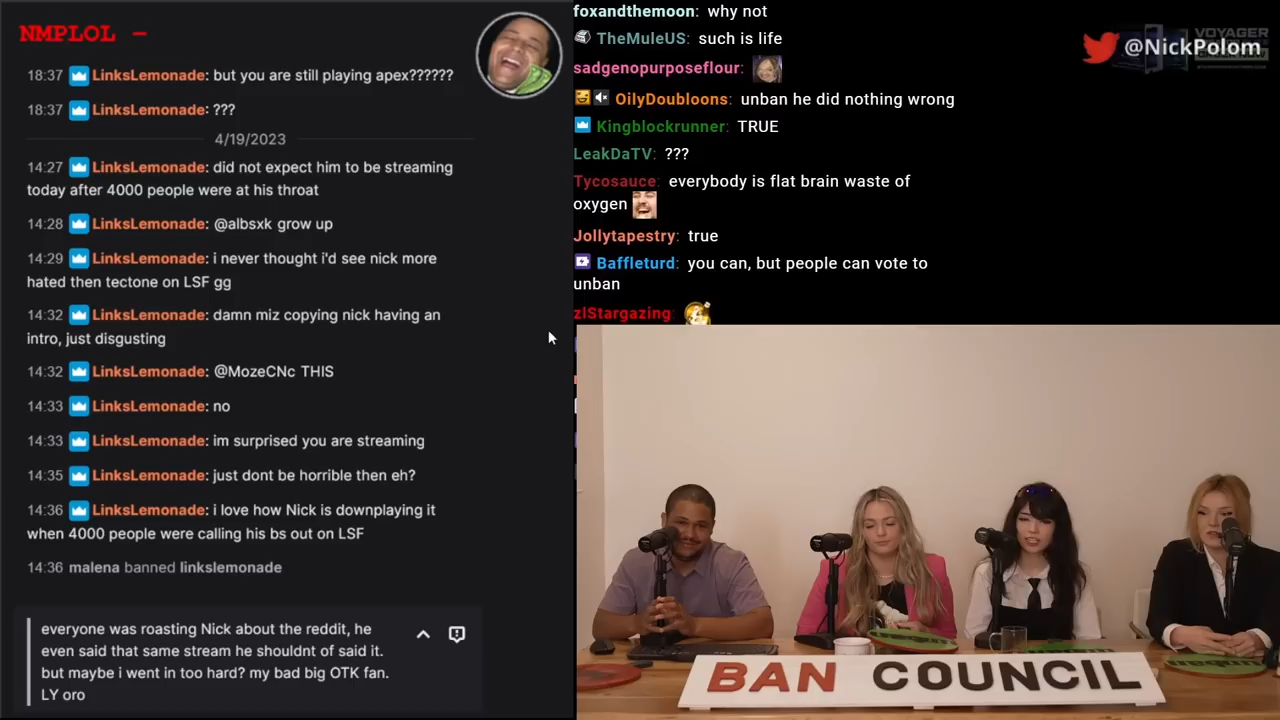 NMPLOL –
18:37 LinksLemonade: but you are still playing apex??????
18:37 LinksLemonade: ???
4/19/2023
14:27 LinksLemonade: did not expect him to be streaming
today after 4000 people were at his throat
14:28 LinksLemonade: @albsxk grow up
14:29 LinksLemonade: i never thought i'd see nick more
hated then tectone on LSF gg
14:32 LinksLemonade: damn miz copying nick having an
intro, just disgusting
14:32 LinksLemonade: @MozeCNc THIS
14:33 LinksLemonade: no
14:33 LinksLemonade: im surprised you are streaming
14:35 LinksLemonade: just dont be horrible then eh?
14:36 LinksLemonade: i love how Nick is downplaying it
when 4000 people were calling his bs out on LSF
14:36 malena banned linkslemonade
everyone was roasting Nick about the reddit, he
even said that same stream he shouldnt of said it.
but maybe i went in too hard? my bad big OTK fan.
LY oro
foxandthemoon: why not
TheMuleUS: such is life
sadgenopurposeflour:
OilyDoubloons: unban he did nothing wrong
Kingblockrunner: TRUE
LeakDaTV: ???
Tycosauce: everybody is flat brain waste of
oxygen
Jollytapestry: true
Baffleturd: you can, but people can vote to
unban
zlStargazing:
@NickPolom
VOYAGER
BAN COUNCIL